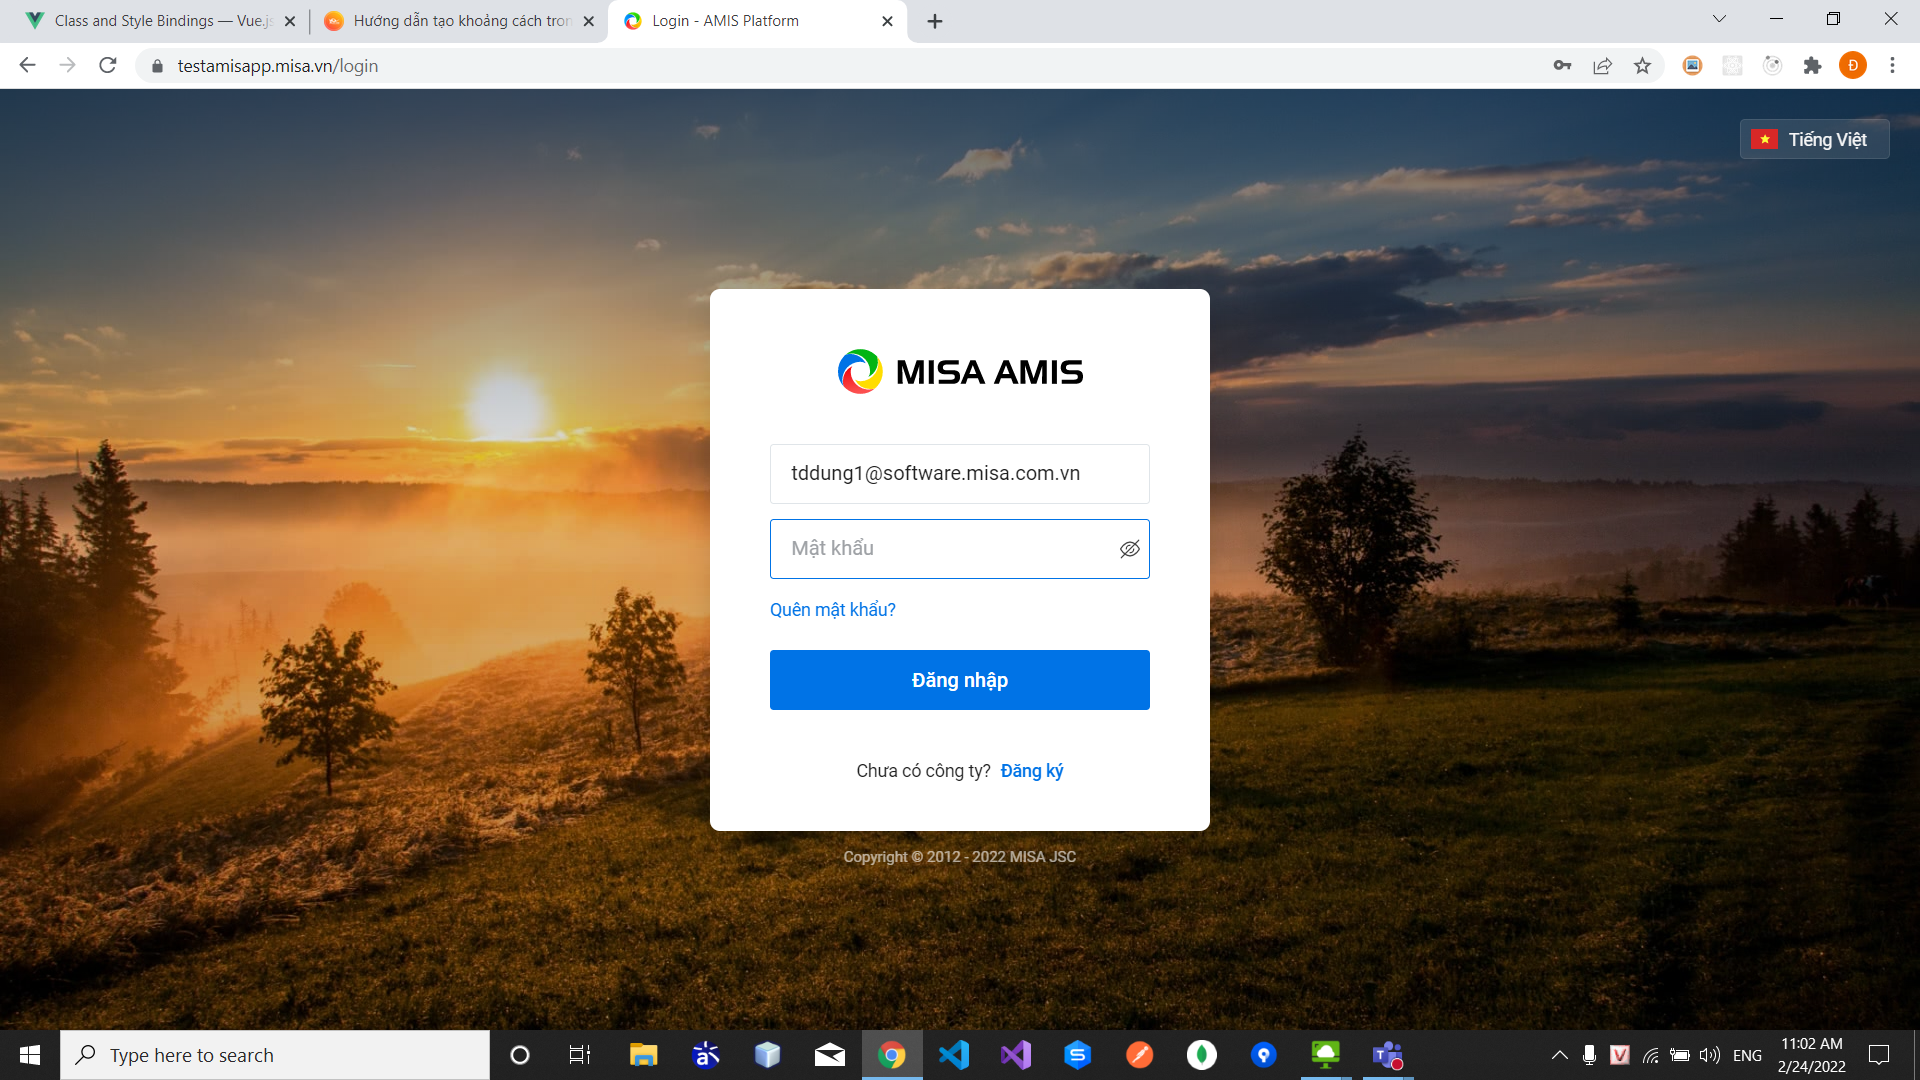 Class and Style Bindings — Vue.js
Hướng dẫn tạo khoảng cách tron
Login - AMIS Platform
testamisapp.misa.vn/login
Đ
Tiếng Việt
MISA AMIS
tddung1@software.misa.com.vn
Mật khẩu
Quên mật khẩu?
Đăng nhập
Chưa có công ty? Đăng ký
Copyright © 2012 - 2022 MISA JSC
Type here to search
ENG
11:02 AM
2/24/2022